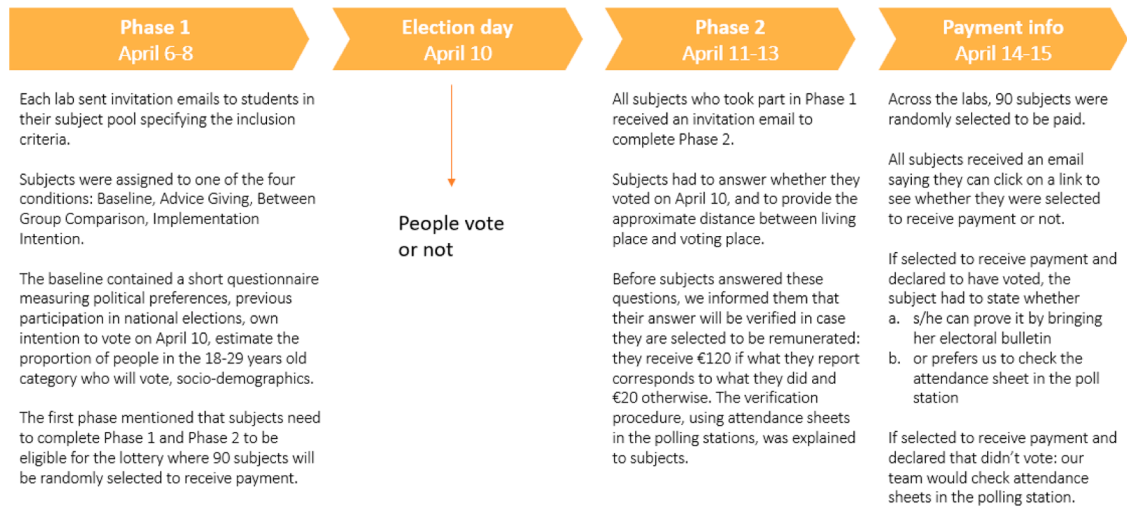 Phase 1
April 6-8
Election day
April 10
Phase 2
April 11-13
Payment info
April 14-15
Each lab sent invitation emails to students in
their subject pool specifying the inclusion
criteria.
Subjects were assigned to one of the four
conditions: Baseline, Advice Giving, Between
Group Comparison, Implementation
Intention.
The baseline contained a short questionnaire
measuring political preferences, previous
participation in national elections, own
intention to vote on April 10, estimate the
proportion of people in the 18-29 years old
category who will vote, socio-demographics.
The first phase mentioned that subjects need
to complete Phase 1 and Phase 2 to be
eligible for the lottery where 90 subjects will
be randomly selected to receive payment.
People vote
or not
All subjects who took part in Phase 1
received an invitation email to
complete Phase 2.
Subjects had to answer whether they
voted on April 10, and to provide the
approximate distance between living
place and voting place.
Before subjects answered these
questions, we informed them that
their answer will be verified in case
they are selected to be remunerated:
they receive €120 if what they report
corresponds to what they did and
€20 otherwise. The verification
procedure, using attendance sheets
in the polling stations, was explained
to subjects.
Across the labs, 90 subjects were
randomly selected to be paid.
All subjects received an email
saying they can click on a link to
see whether they were selected
to receive payment or not.
If selected to receive payment and
declared to have voted, the
subject had to state whether
a. s/he can prove it by bringing
her electoral bulletin
b. or prefers us to check the
attendance sheet in the poll
station
If selected to receive payment and
declared that didn't vote: our
team would check attendance
sheets in the polling station.